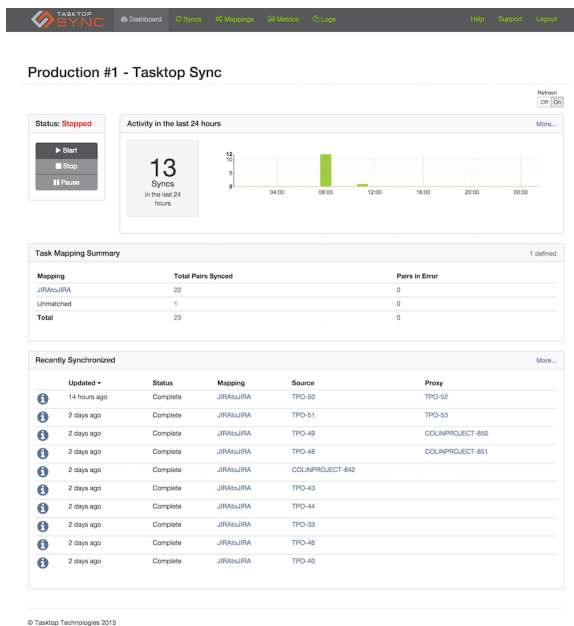 TASKTOP
SYNC
Dashboard Syncs Mappings Metrics Logs Help Support Logout
Production #1 - Tasktop Sync
Refresh
Off On
Status: Stopped
Start
Stop
Pause
Activity in the last 24 hours More...
13
Syncs
in the last 24
hours
12
10
5
0
04:00 08:00 12:00 16:00 20:00 00:00
Task Mapping Summary 1 defined
Mapping Total Pairs Synced Pairs in Error
JIRAtoJIRA 22 0
Unmatched 1 0
Total 23 0
Recently Synchronized More...
Updated Status Mapping Source Proxy
14 hours ago Complete JIRAtoJIRA TPO-50 TPO-52
2 days ago Complete JIRAtoJIRA TPO-51 TPO-53
2 days ago Complete JIRAtoJIRA TPO-49 COLINPROJECT-850
2 days ago Complete JIRAtoJIRA TPO-48 COLINPROJECT-851
2 days ago Complete JIRAtoJIRA COLINPROJECT-842
2 days ago Complete JIRAtoJIRA TPO-43
2 days ago Complete JIRAtoJIRA TPO-44
2 days ago Complete JIRAtoJIRA TPO-33
2 days ago Complete JIRAtoJIRA TPO-46
2 days ago Complete JIRAtoJIRA TPO-40
© Tasktop Technologies 2015